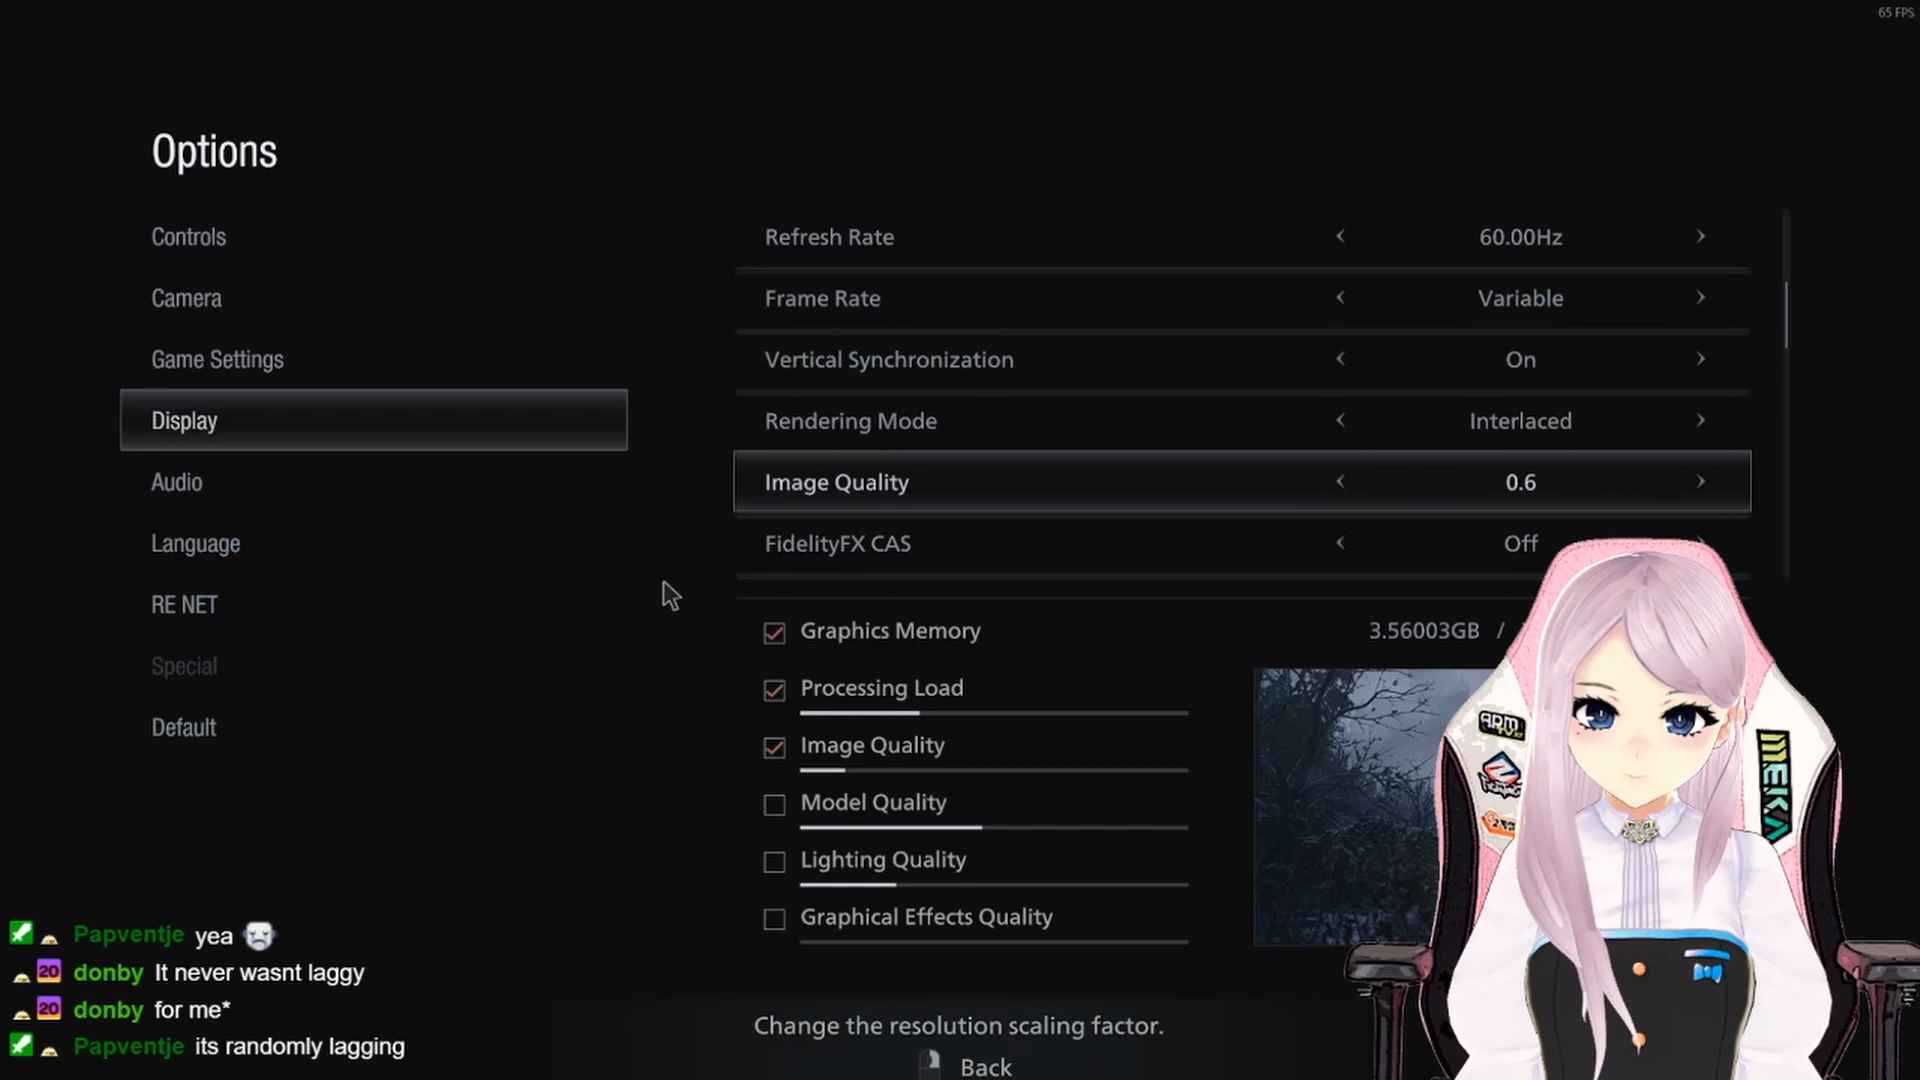 65 FPS
Options
Controls
Camera
Game Settings
Display
Audio
Language
RE NET
Special
Default
Refresh Rate 60.00Hz
Frame Rate Variable
Vertical Synchronization On
Rendering Mode Interlaced
Image Quality 0.6
FidelityFX CAS Off
Graphics Memory 3.56003GB /
Processing Load
Image Quality
Model Quality
Lighting Quality
Graphical Effects Quality
MEKA
Papventje yea
20 donby It never wasnt laggy
20 donby for me*
Papventje its randomly lagging
Change the resolution scaling factor.
Back